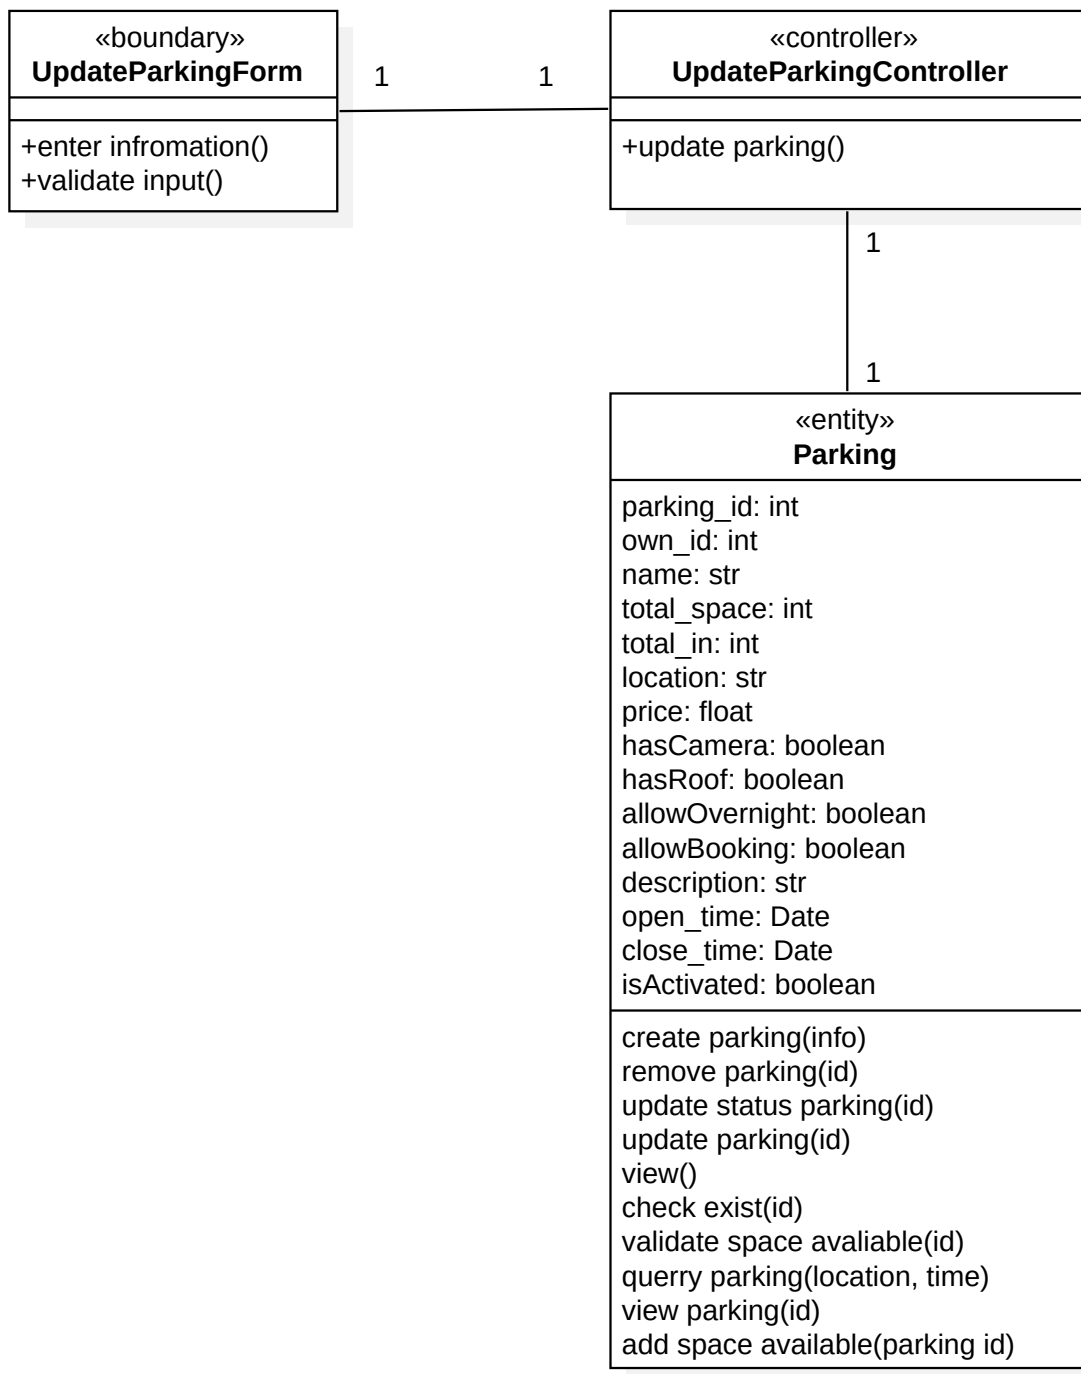 «boundary»
UpdateParkingForm
+enter infromation()
+validate input()
1
1
«controller»
UpdateParkingController
+update parking()
1
1
«entity»
Parking
parking_id: int
own_id: int
name: str
total_space: int
total_in: int
location: str
price: float
hasCamera: boolean
hasRoof: boolean
allowOvernight: boolean
allowBooking: boolean
description: str
open_time: Date
close_time: Date
isActivated: boolean
create parking(info)
remove parking(id)
update status parking(id)
update parking(id)
view()
check exist(id)
validate space avaliable(id)
querry parking(location, time)
view parking(id)
add space available(parking id)